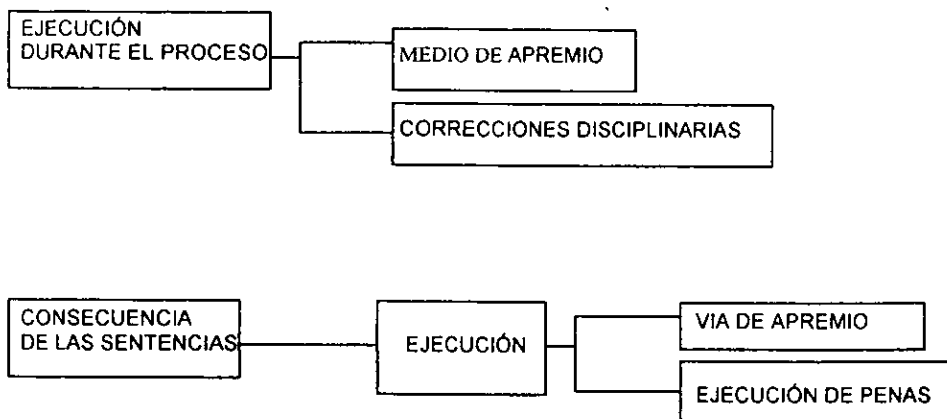 EJECUCIÓN
DURANTE EL PROCESO
MEDIO DE APREMIO
CORRECCIONES DISCIPLINARIAS
CONSECUENCIA
DE LAS SENTENCIAS
EJECUCIÓN
VIA DE APREMIO
EJECUCIÓN DE PENAS